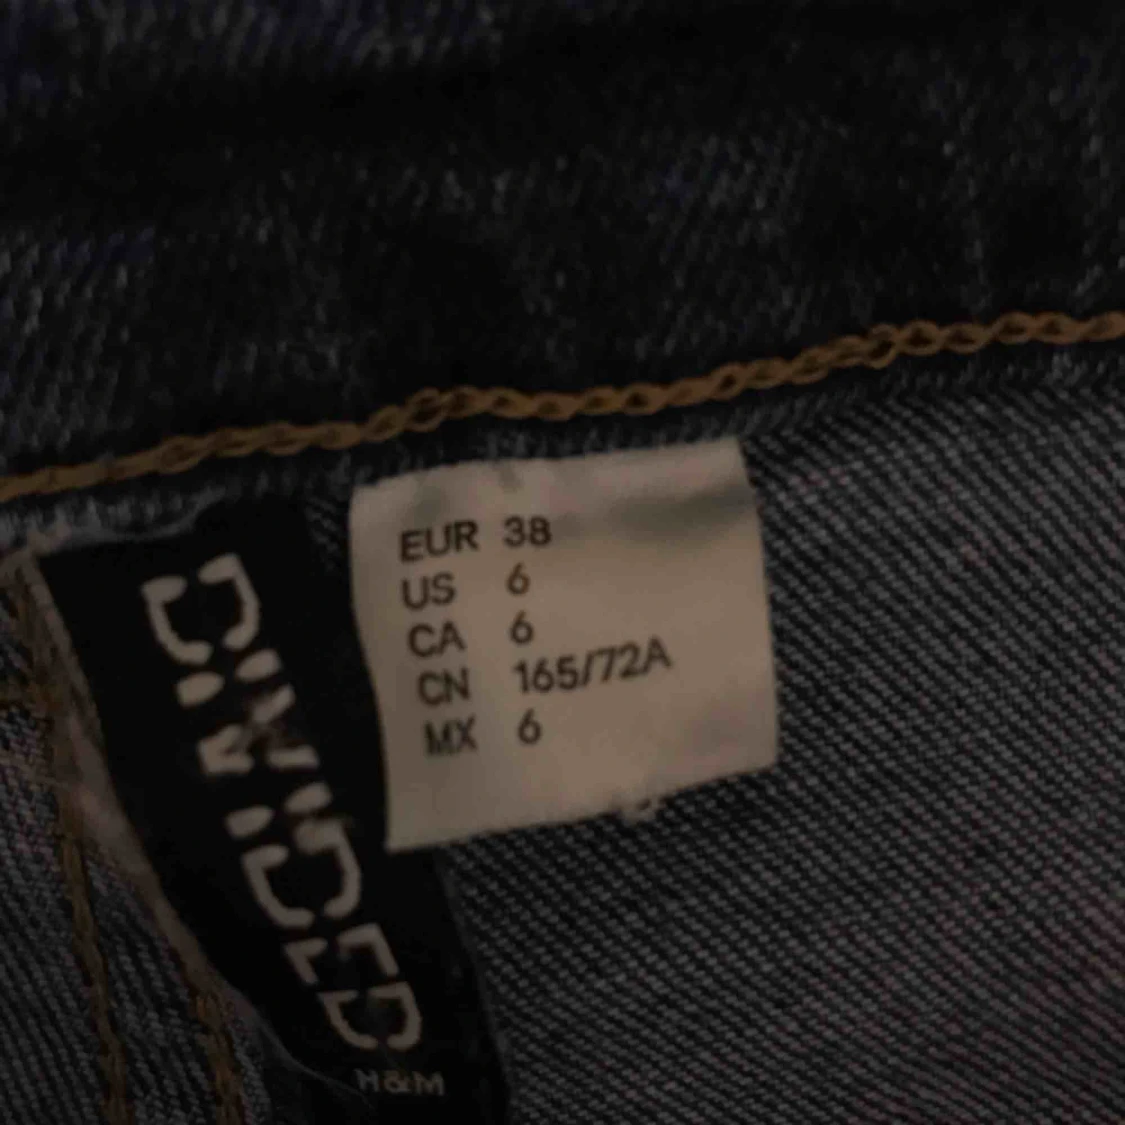 DIVIDED
H&M
EUR 38
US 6
CA 6
CN 165/72A
MX 6